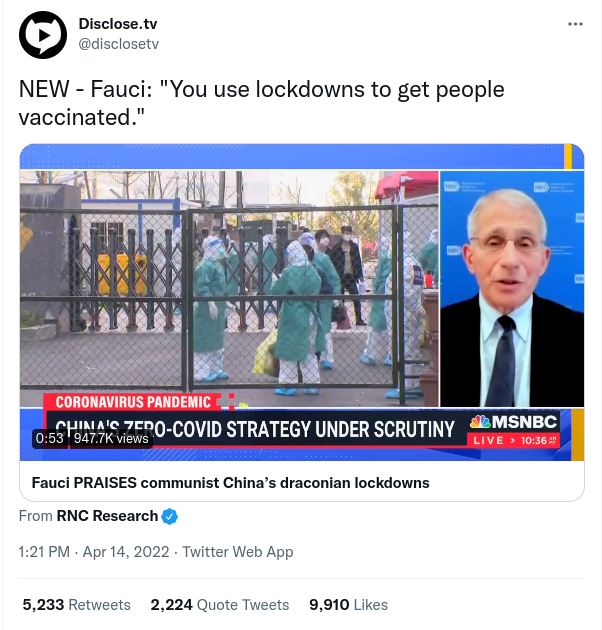 Disclose.tv
@disclosetv
NEW - Fauci: "You use lockdowns to get people
vaccinated."
NIH
NIH
CORONAVIRUS PANDEMIC
CHINA'S ZERO-COVID STRATEGY UNDER SCRUTINY
MSNBC
LIVE > 10:36 AM
0:53 947.7K views
Fauci PRAISES communist China’s draconian lockdowns
From RNC Research
1:21 PM · Apr 14, 2022 · Twitter Web App
5,233 Retweets 2,224 Quote Tweets 9,910 Likes